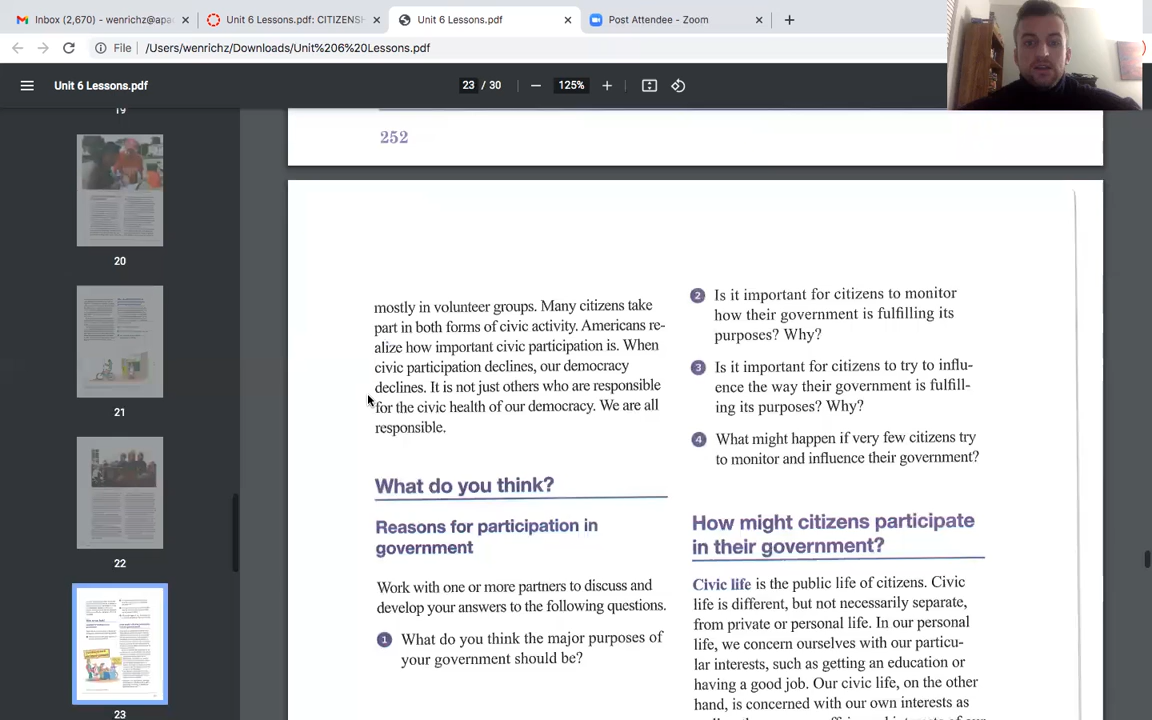 Inbox (2,670) - wenrichz@apa
Unit 6 Lessons.pdf: CITIZENSH
Unit 6 Lessons.pdf
Post Attendee - Zoom
File
/Users/wenrichz/Downloads/Unit%206%20Lessons.pdf
Unit 6 Lessons.pdf
23 / 30
125%
19
20
21
22
23
252
mostly in volunteer groups. Many citizens take
part in both forms of civic activity. Americans re-
alize how important civic participation is. When
civic participation declines, our democracy
declines. It is not just others who are responsible
for the civic health of our democracy. We are all
responsible.
What do you think?
Reasons for participation in
government
Work with one or more partners to discuss and
develop your answers to the following questions.
1 What do you think the major purposes of
your government should be?
2 Is it important for citizens to monitor
how their government is fulfilling its
purposes? Why?
3 Is it important for citizens to try to influ-
ence the way their government is fulfill-
ing its purposes? Why?
4 What might happen if very few citizens try
to monitor and influence their government?
How might citizens participate
in their government?
Civic life is the public life of citizens. Civic
life is different, but not necessarily separate,
from private or personal life. In our personal
life, we concern ourselves with our particu-
lar interests, such as getting an education or
having a good job. Our civic life, on the other
hand, is concerned with our own interests as